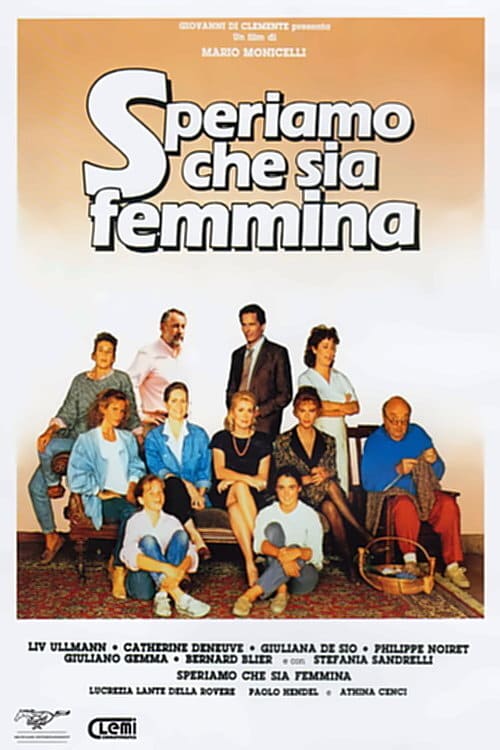 GIOVANNI DI CLEMENTE presenta
Un film di
MARIO MONICELLI
Speriamo
che sia
femmina
LIV ULLMANN • CATHERINE DENEUVE • GIULIANA DE SIO • PHILIPPE NOIRET
GIULIANO GEMMA • BERNARD BLIER e con STEFANIA SANDRELLI
SPERIAMO CHE SIA FEMMINA
LUCREZIA LANTE DELLA ROVERE PAOLO HENDEL e ATHINA CENCI
CLEMI